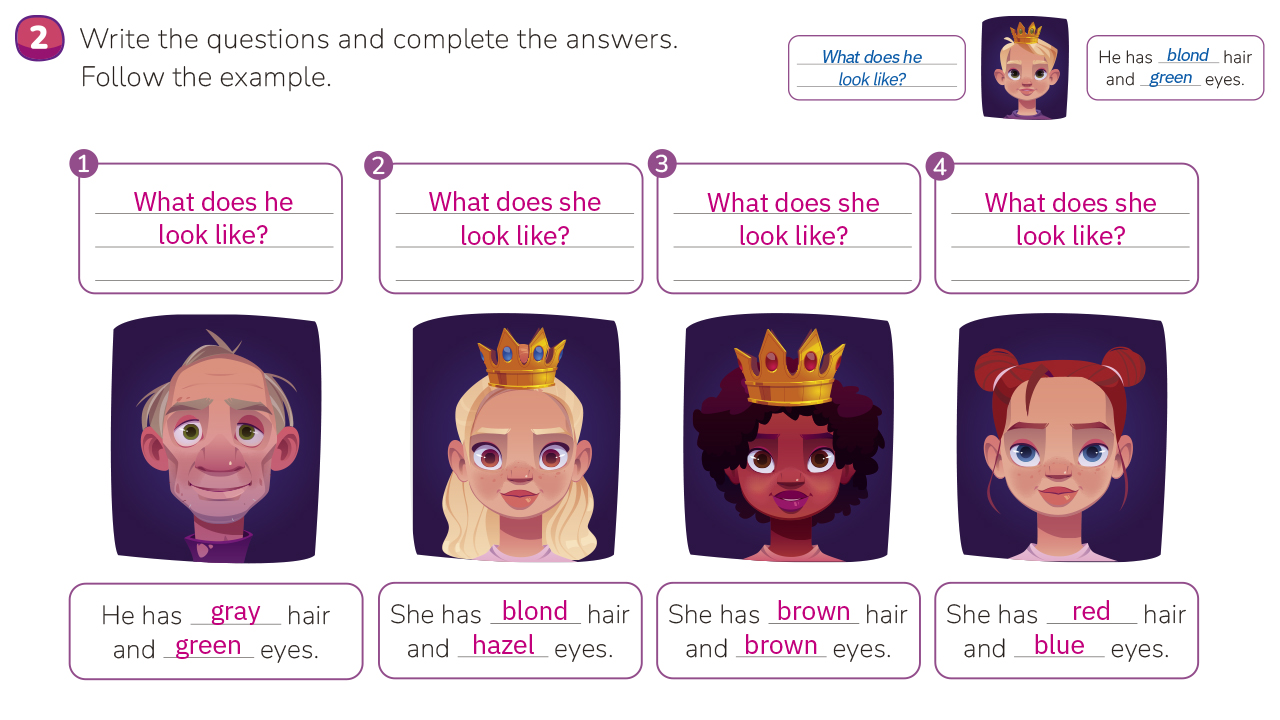 2
Write the questions and complete the answers.
Follow the example.
What does he
look like?
He has blond hair
and green eyes.
1
What does he
look like?
2
What does she
look like?
3
What does she
look like?
4
What does she
look like?
He has gray hair
and green eyes.
She has blond hair
and hazel eyes.
She has brown hair
and brown eyes.
She has red hair
and blue eyes.